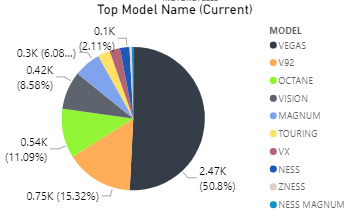 Top Model Name (Current)
0.1K
(2.11%)
0.3K (6.08...)
0.42K
(8.58%)
0.54K
(11.09%)
0.75K (15.32%)
2.47K
(50.8%)
MODEL
VEGAS
V92
OCTANE
VISION
MAGNUM
TOURING
VX
NESS
ZNESS
NESS MAGNUM